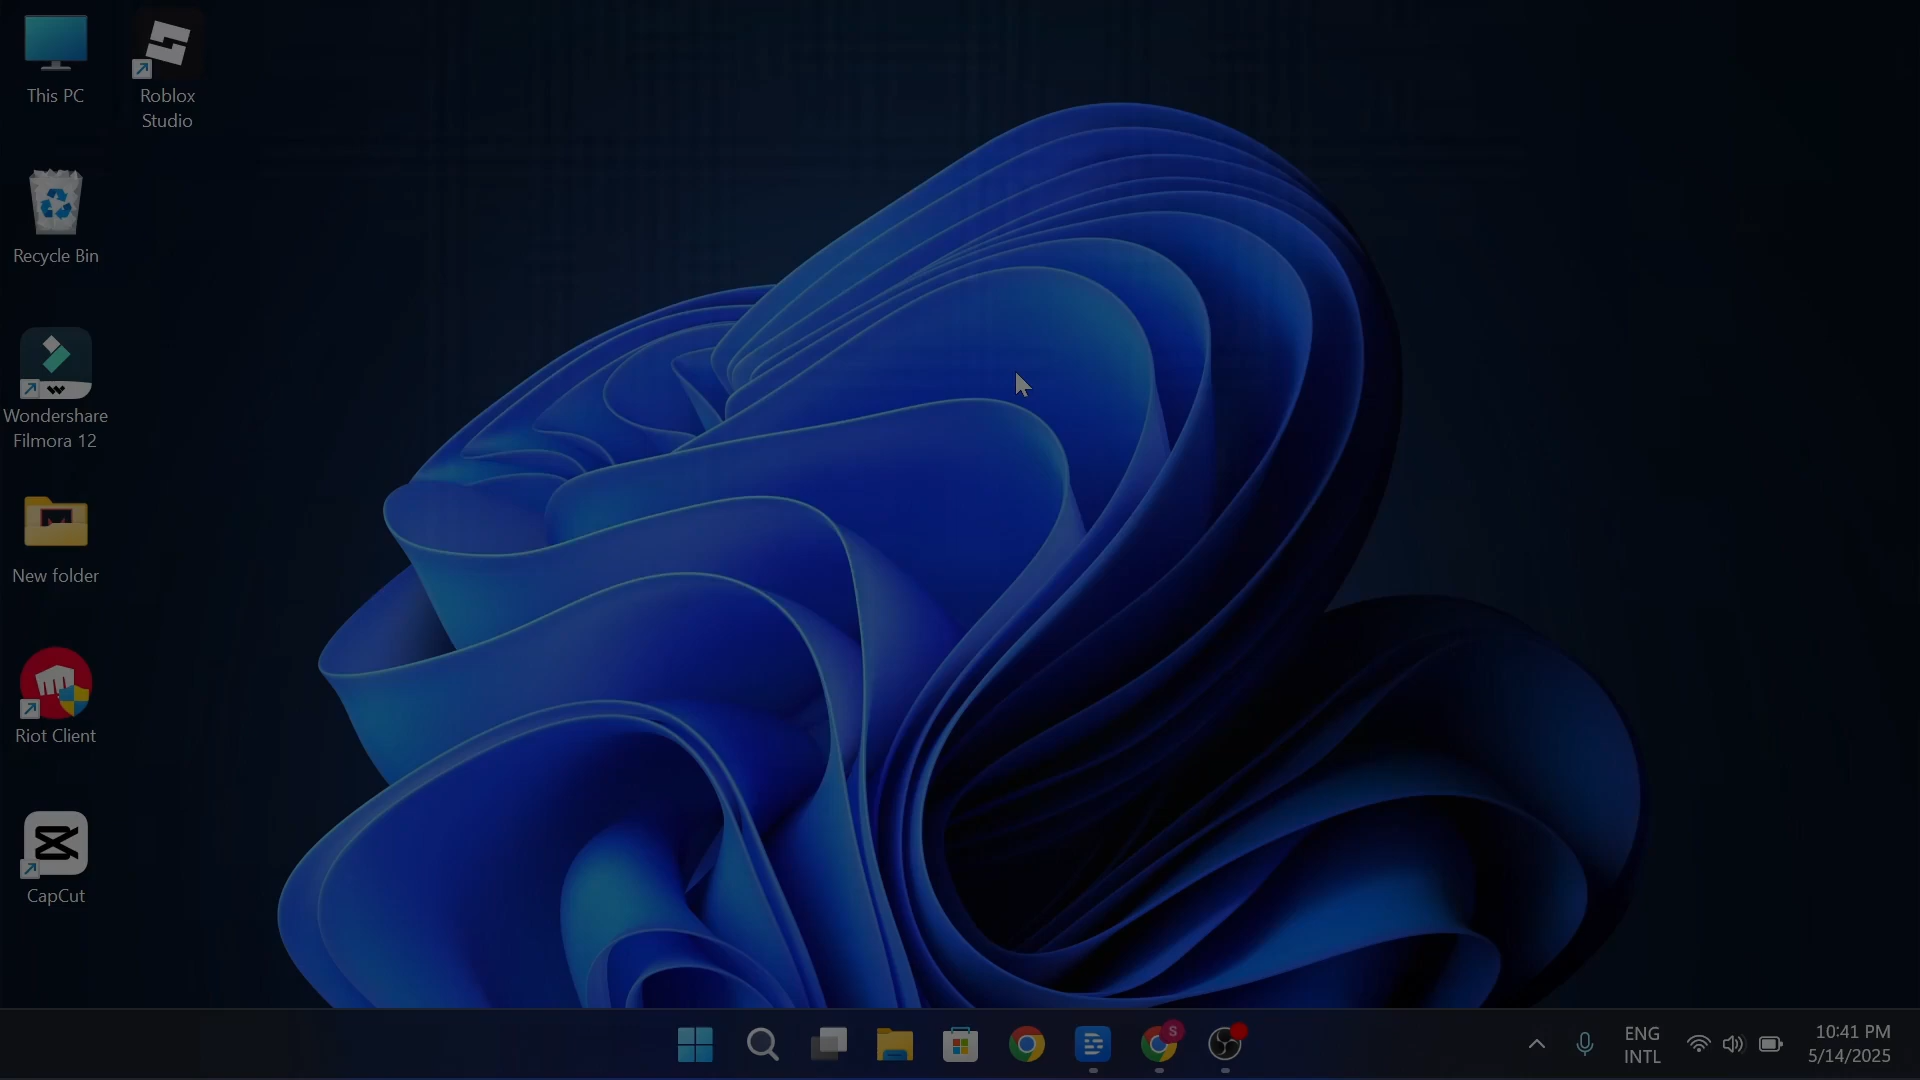 This PC
Roblox
Studio
Recycle Bin
Wondershare
Filmora 12
New folder
Riot Client
CapCut
S
ENG
INTL
10:41 PM
5/14/2025